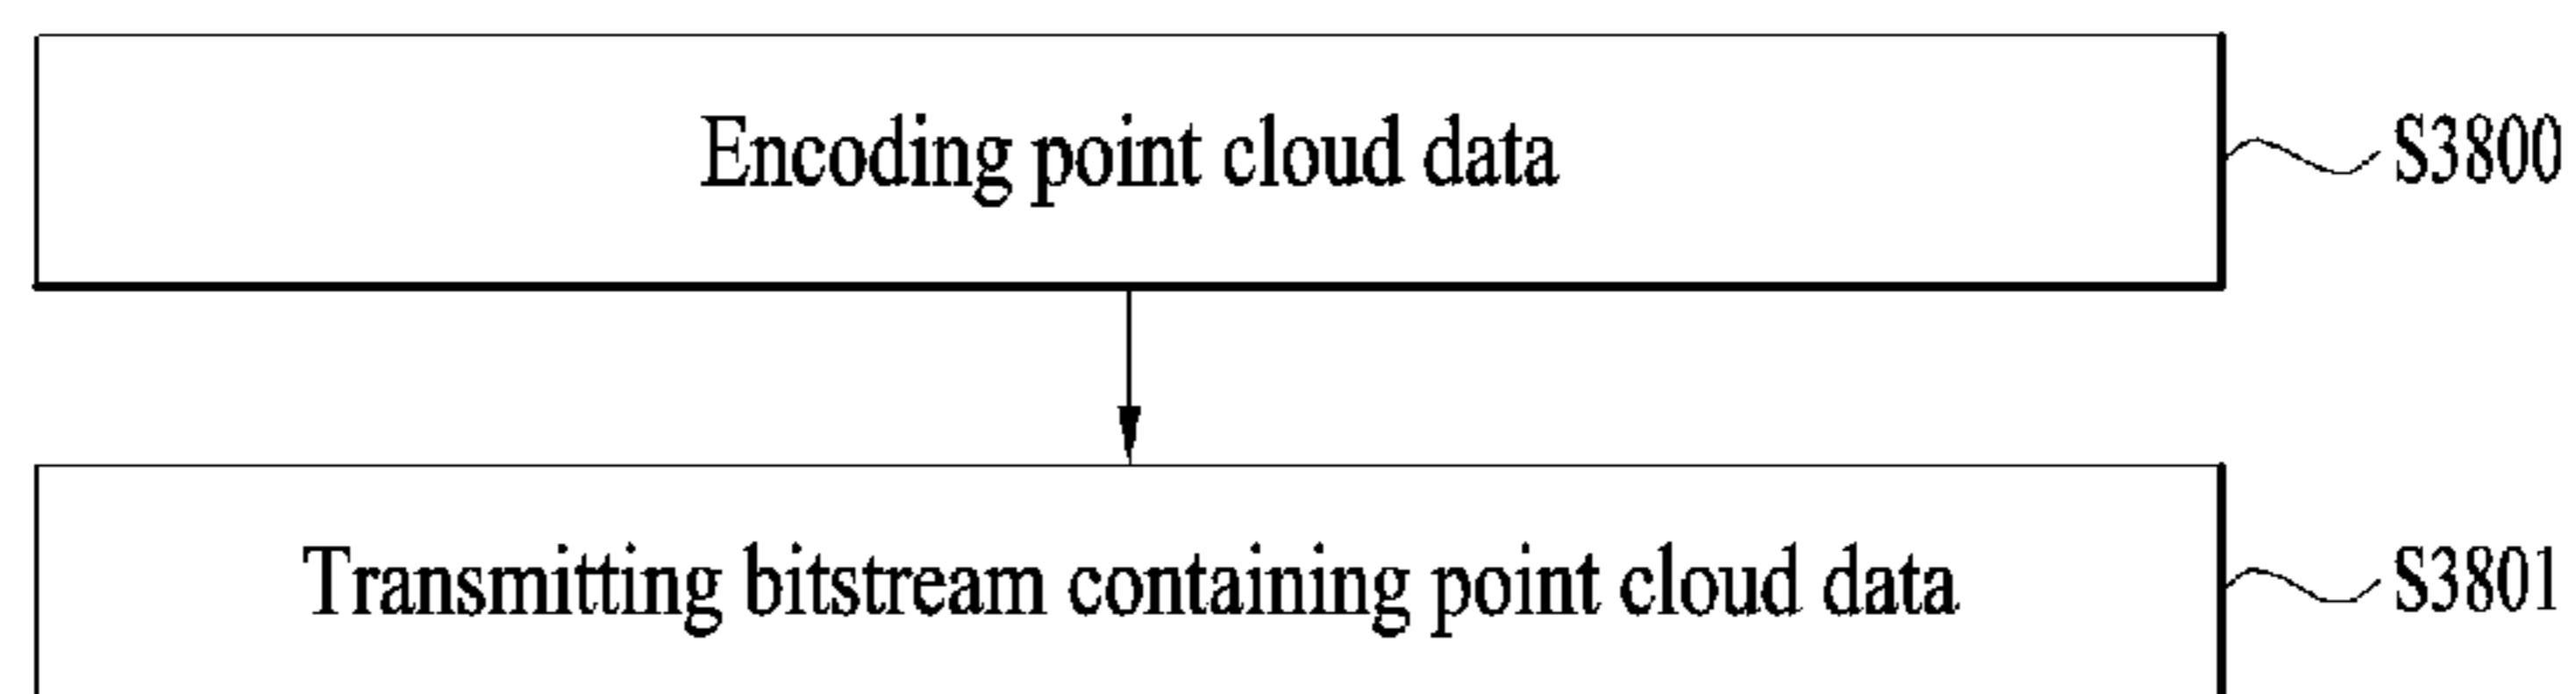 Encoding point cloud data
S3800
Transmitting bitstream containing point cloud data
S3801